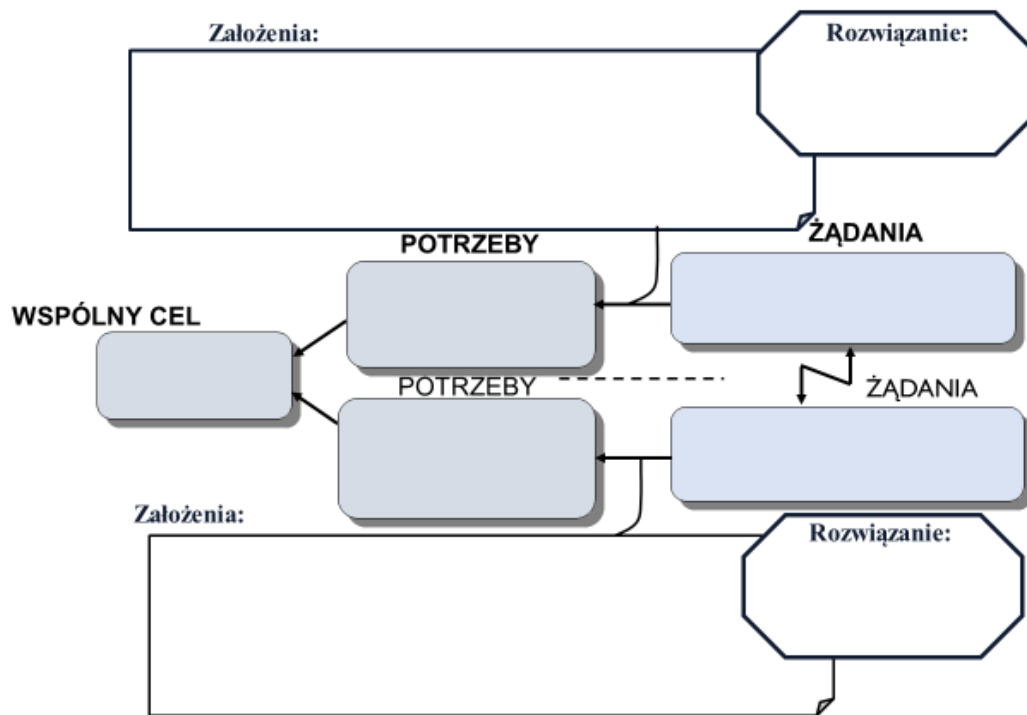 Założenia:
Rozwiązanie:
POTRZEBY
ŻĄDANIA
WSPÓLNY CEL
POTRZEBY
ŻĄDANIA
Założenia:
Rozwiązanie: